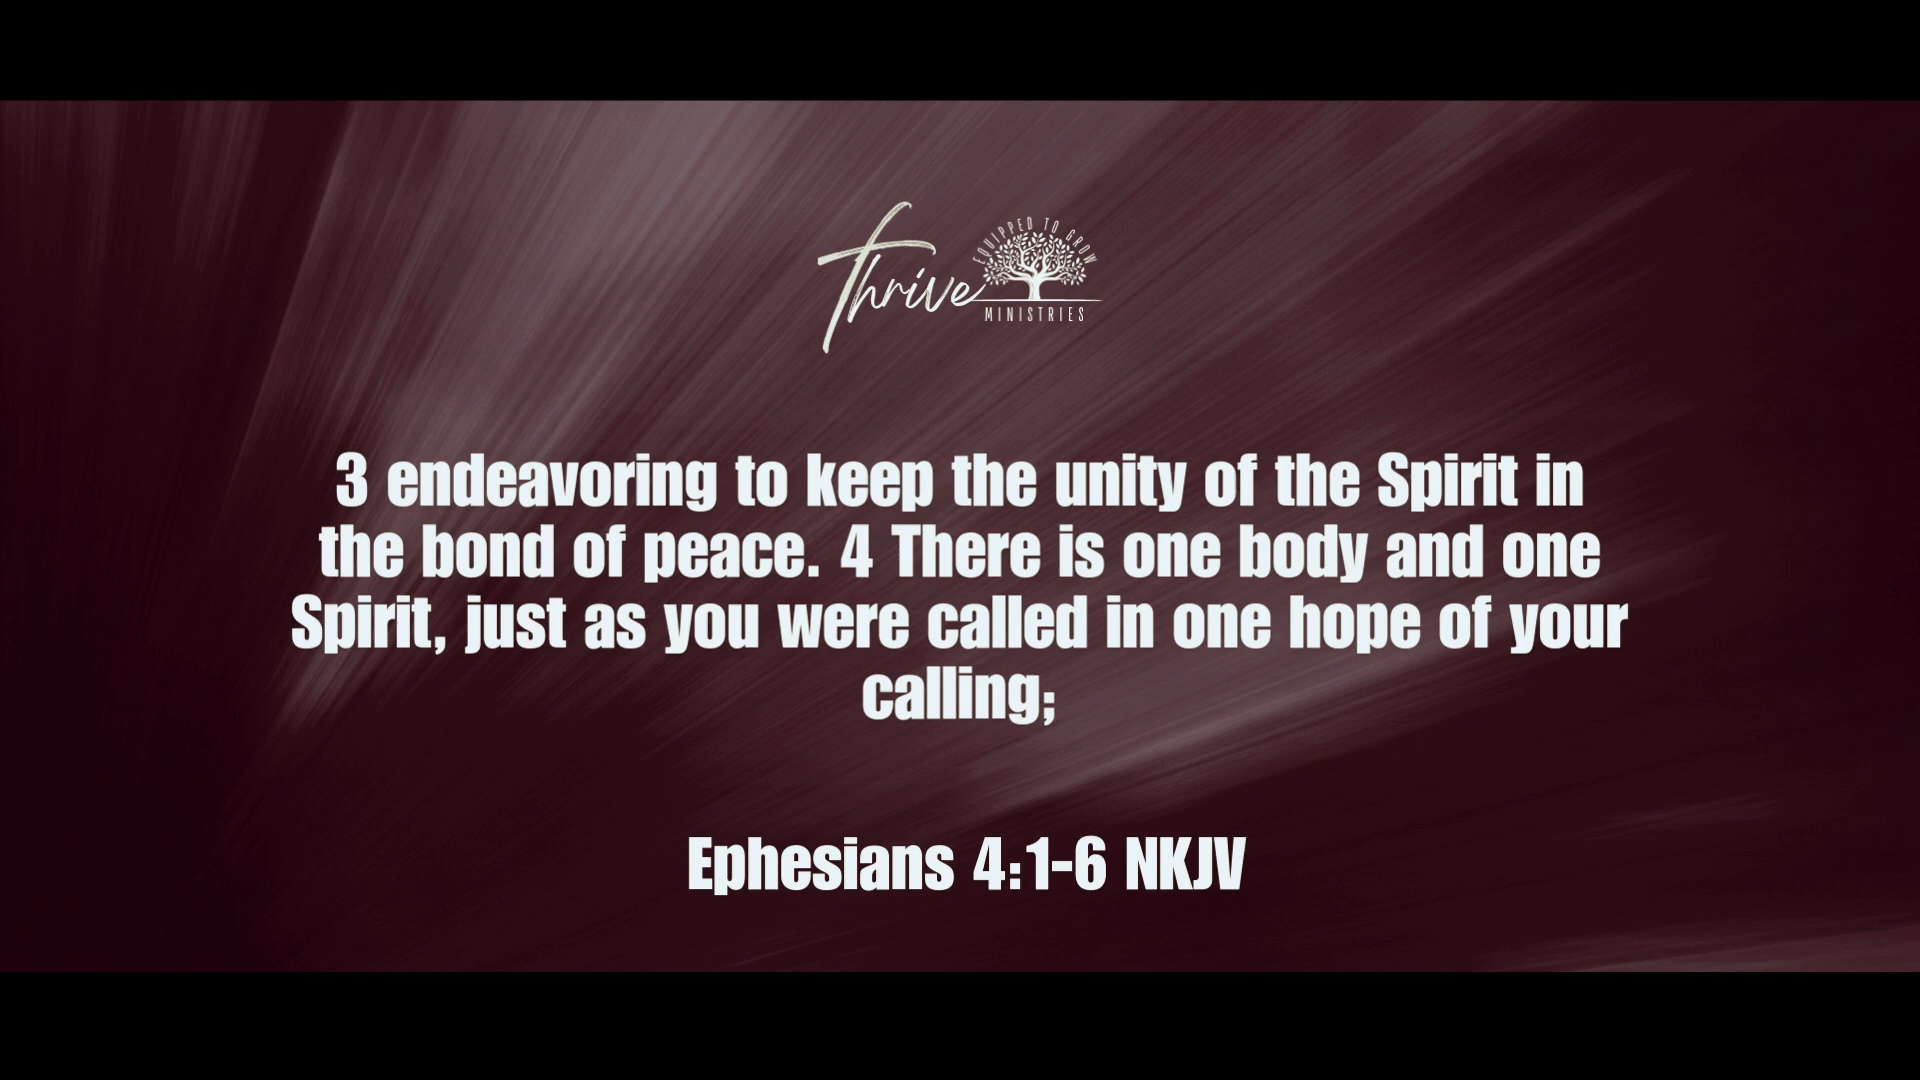 EQUIPPED TO GROW
Thrive
MINISTRIES
3 endeavoring to keep the unity of the Spirit in
the bond of peace. 4 There is one body and one
Spirit, just as you were called in one hope of your
calling;
Ephesians 4:1-6 NKJV